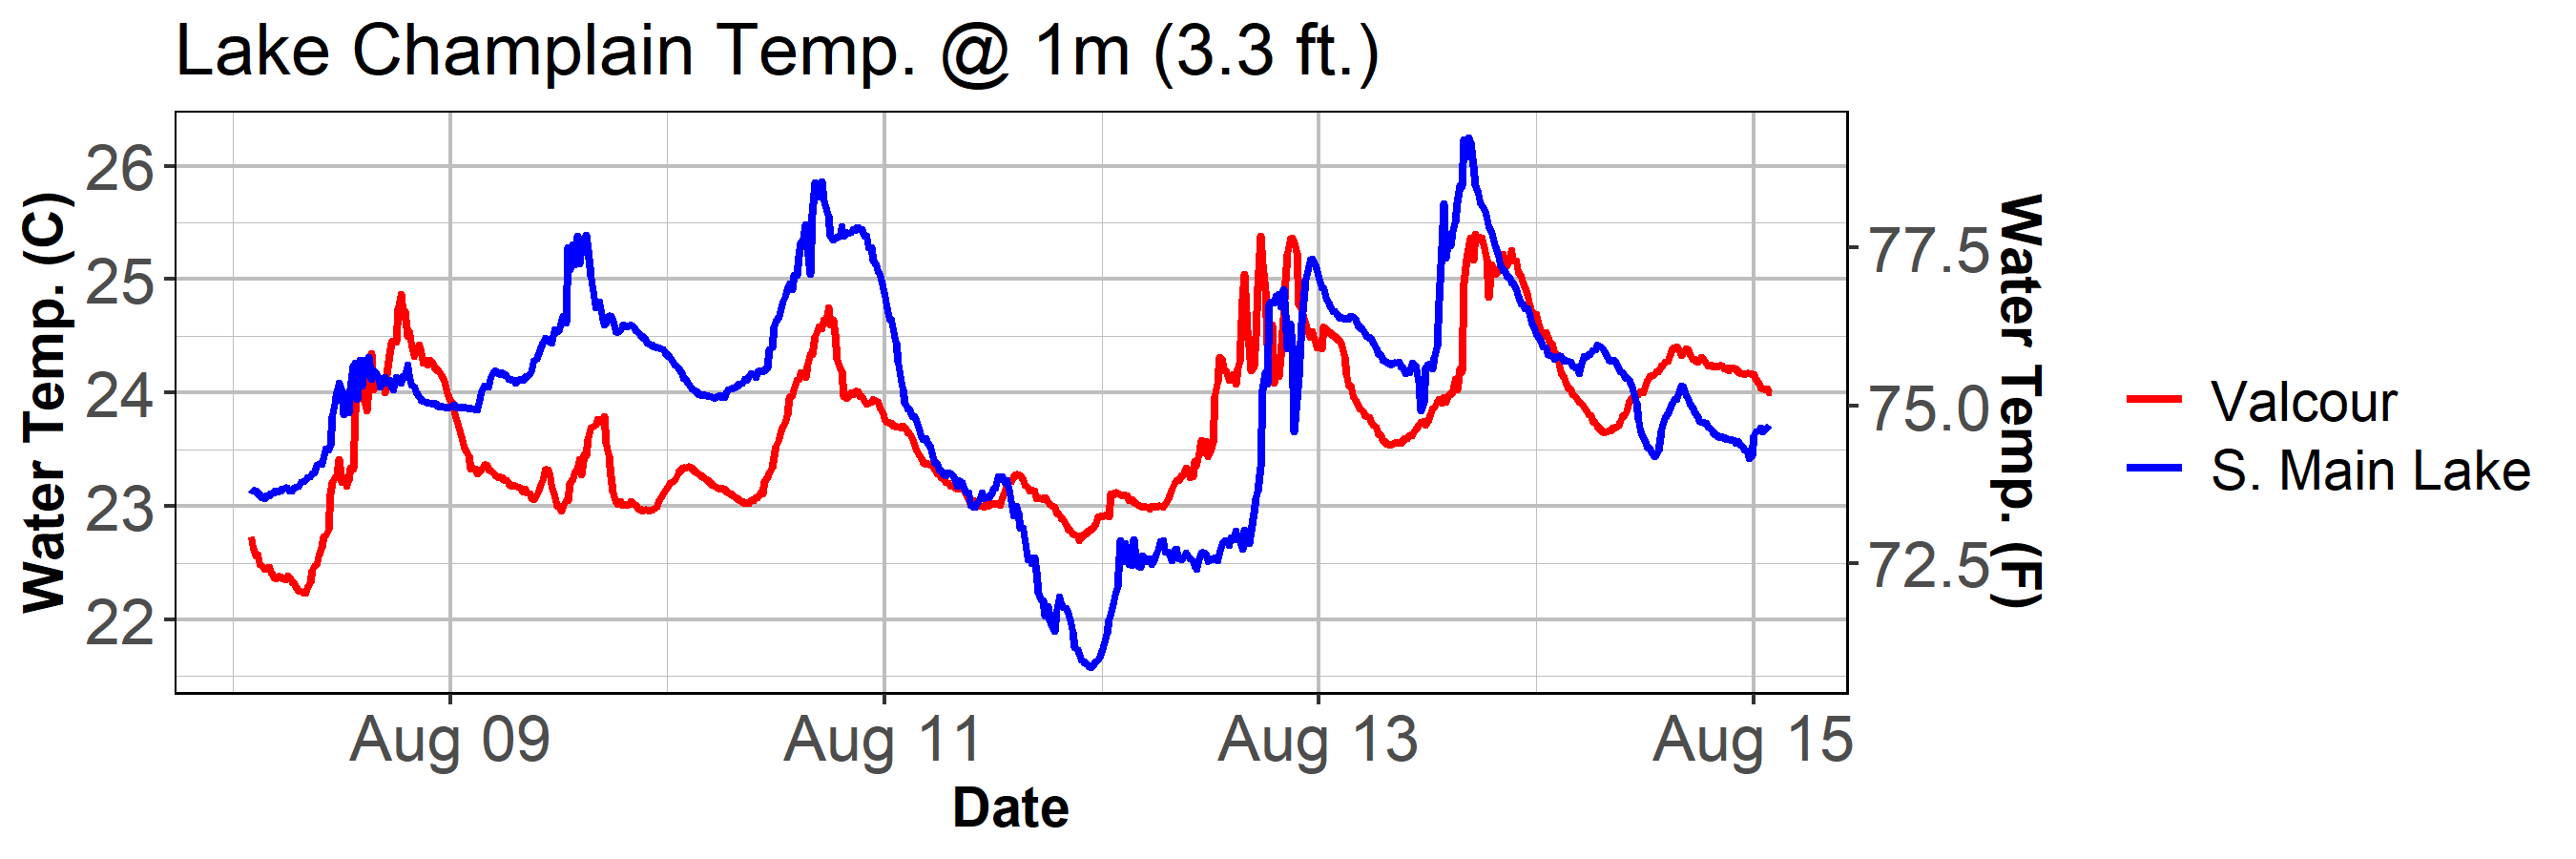 Lake Champlain Temp. @ 1m (3.3 ft.)
Water Temp. (C)
26
25
24
23
22
77.5
75.0
72.5
Water Temp. (F)
Aug 09
Aug 11
Aug 13
Aug 15
Date
Valcour
S. Main Lake